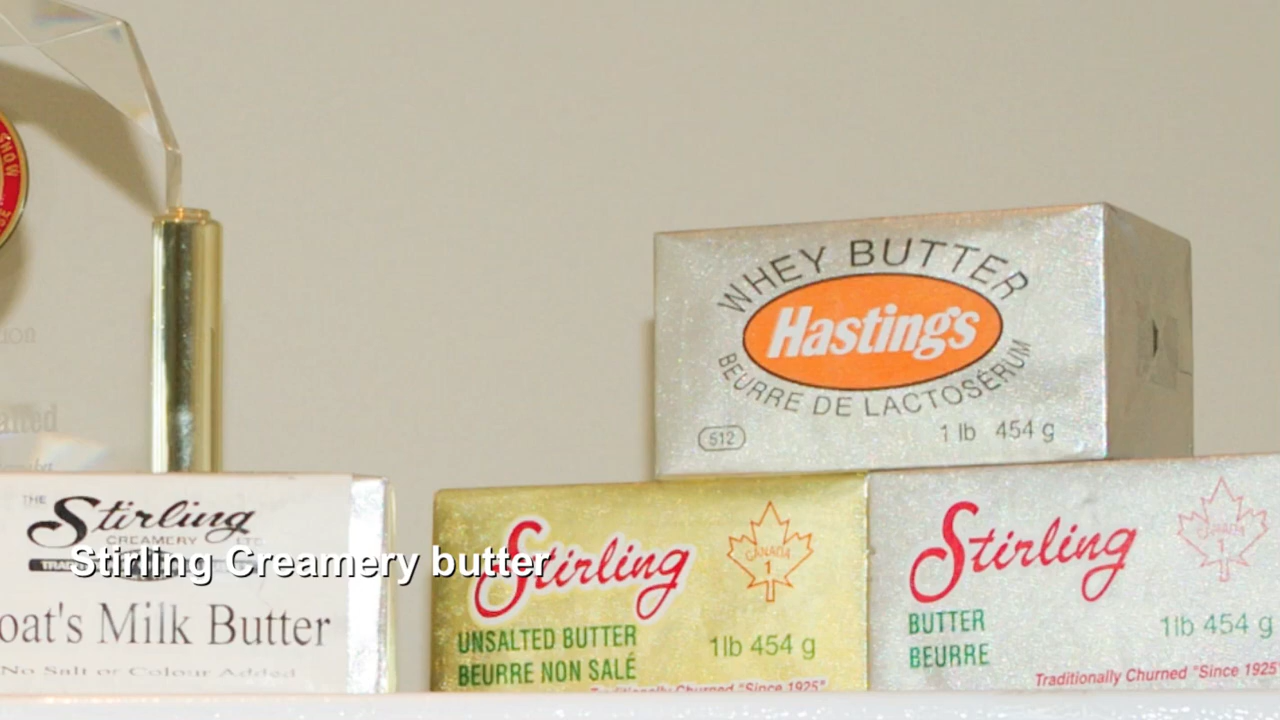 SHOW
WHEY BUTTER
Hastings
BEURRE DE LACTOSÉRUM
512
1 lb 454 g
THE
Stirling
CREAMERY LTD
Stirling Creamery butter
Milk Butter
No Salt or Colour Added
Stirling
CANADA
1
UNSALTED BUTTER
BEURRE NON SALÉ
1lb 454 g
Traditionally Churned "Since 1925"
Stirling
CANADA
1
BUTTER
BEURRE
1lb 454 g
Traditionally Churned "Since 1925"